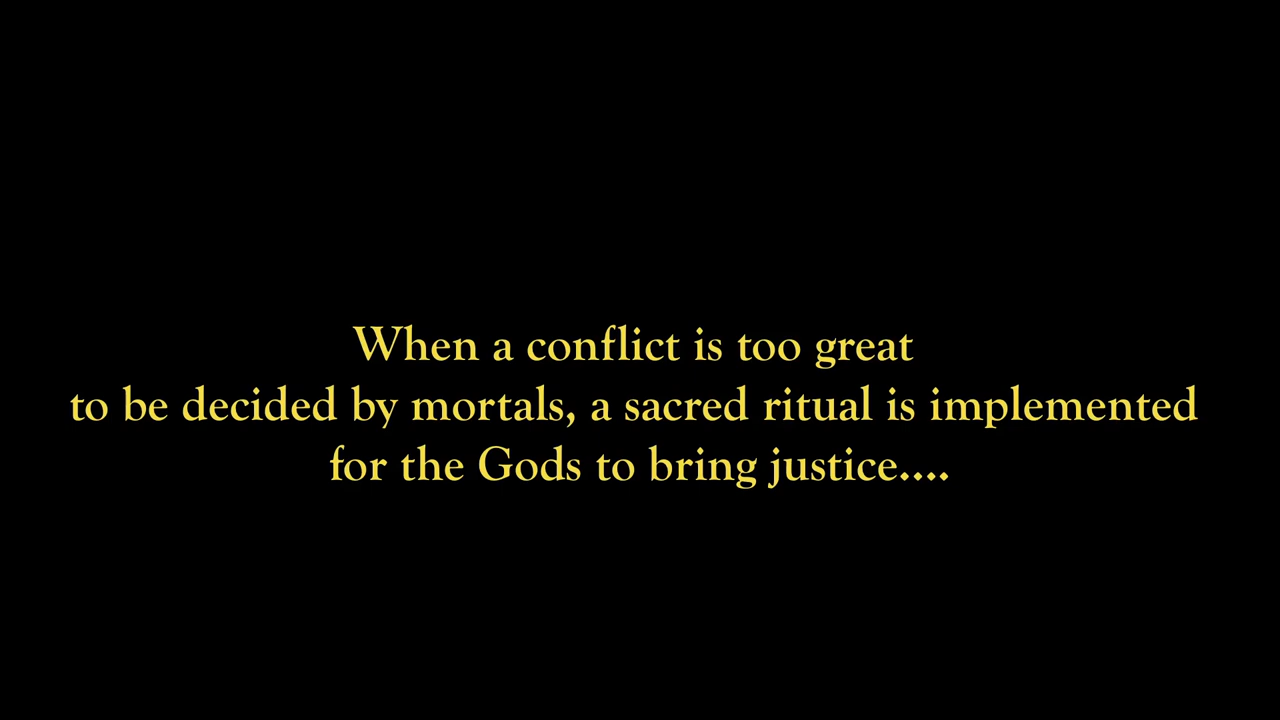 When a conflict is too great
to be decided by mortals, a sacred ritual is implemented
for the Gods to bring justice....